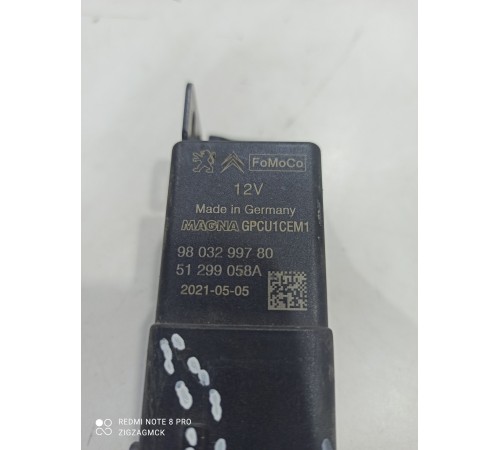 FoMoCo
12V
Made in Germany
MAGNA GPCU1CEM1
98 032 997 80
51 299 058A
2021-05-05
REDMI NOTE 8 PRO
ZIGZAGMCK